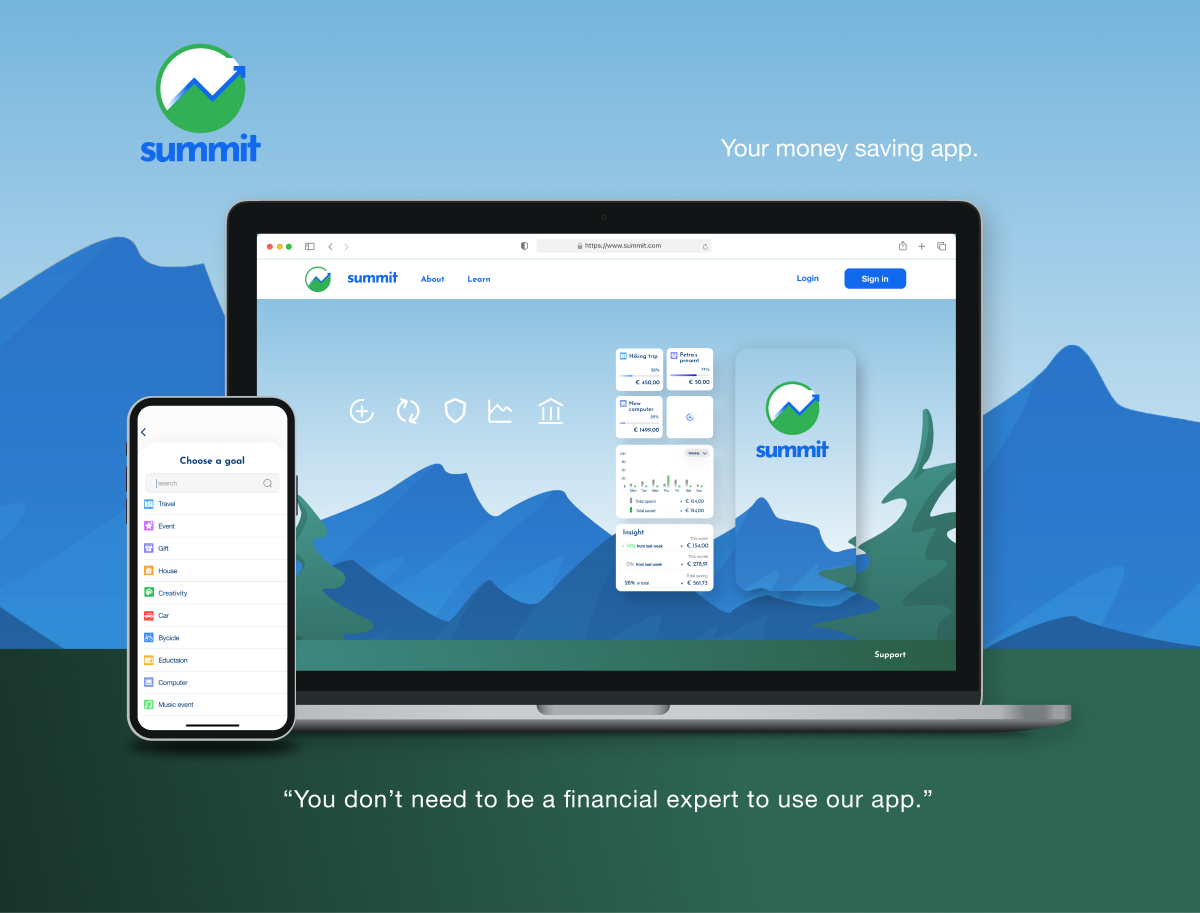 summit
Your money saving app.
https://www.summit.com
summit
About
Learn
Login
Sign in
Hiking trip
€ 450,00
Petra's
present
74%
€ 50,00
New
computer
€ 1499,00
Weekly
Mon Tue Wed Thu Fri Sat Sun
Total spend + € 154,00
Total saved + € 154,00
Insight
This week
+ 14% from last week + € 154,00
This month
0% from last week + € 278,91
Total saving
28% in total + € 561,73
summit
Support
Choose a goal
search
Travel
Event
Gift
House
Creativity
Car
Bycicle
Eductaion
Computer
Music event
“You don’t need to be a financial expert to use our app.”